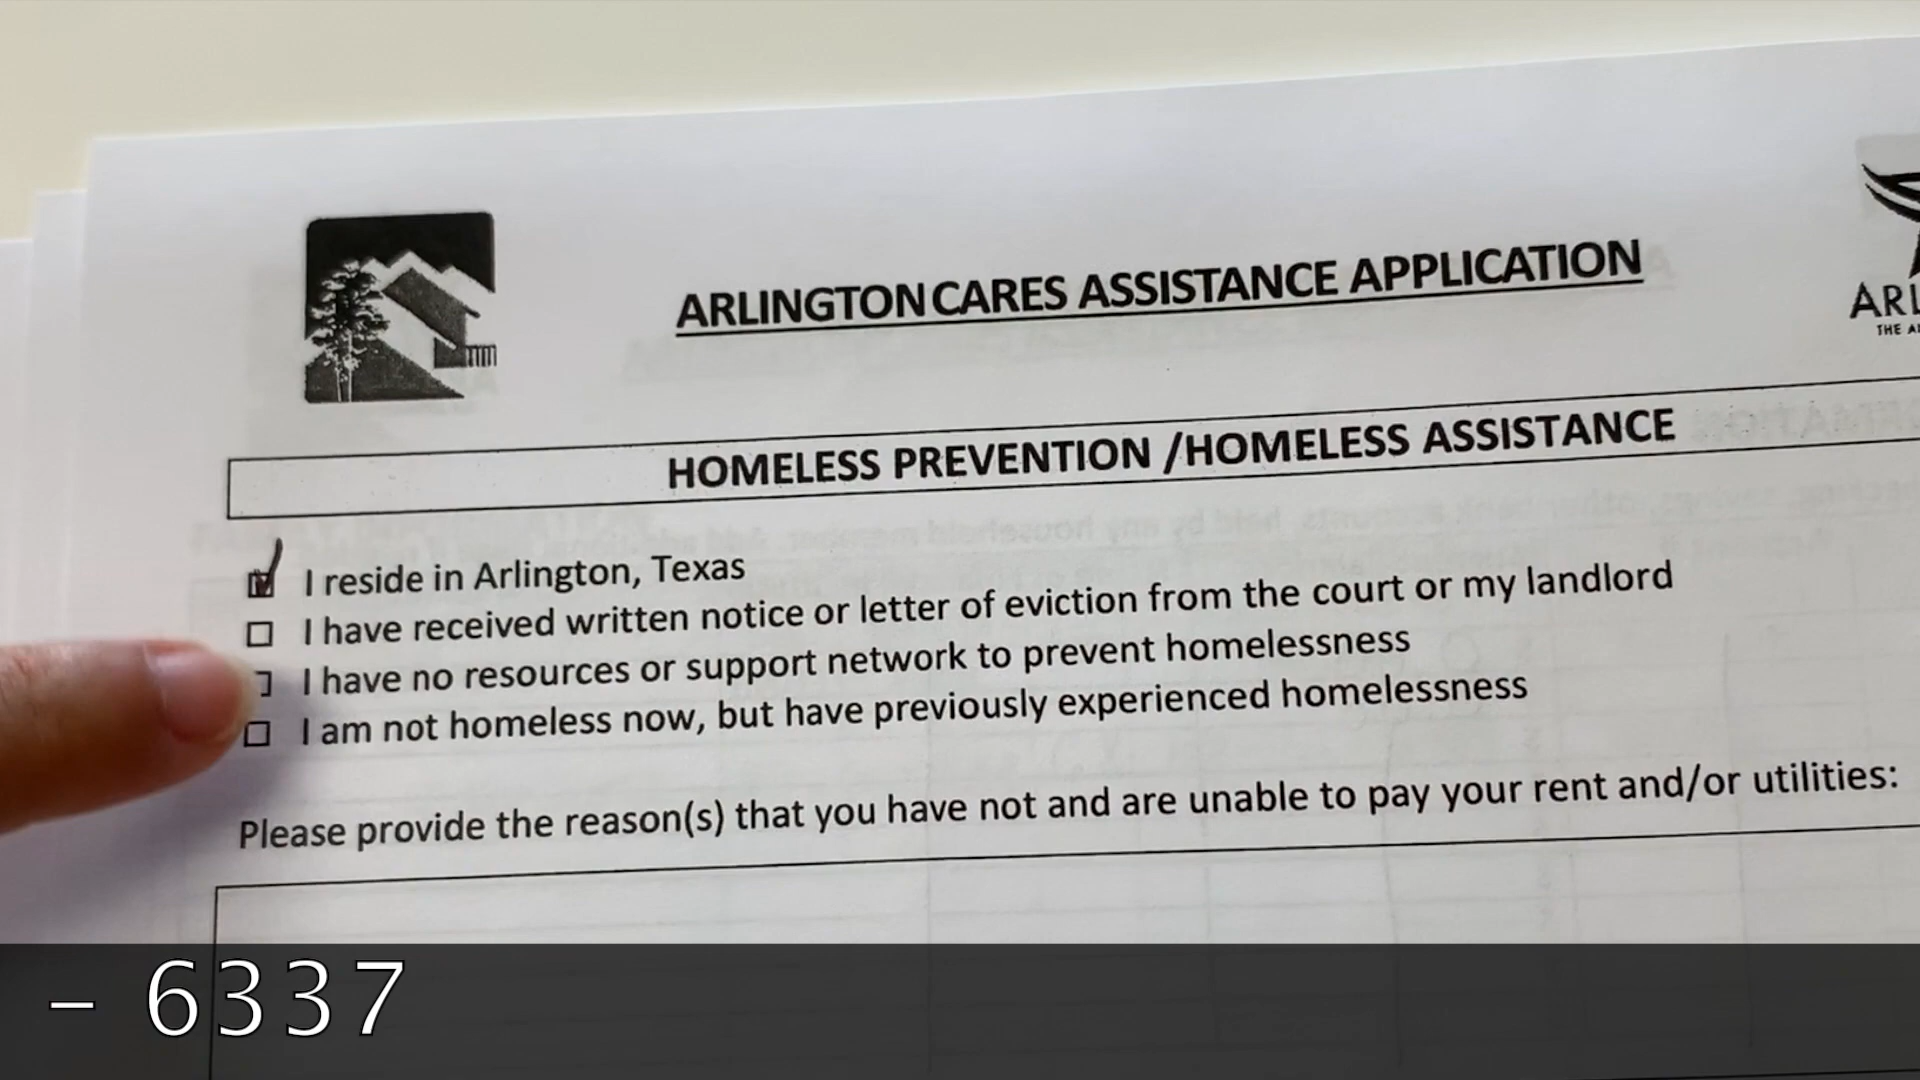 ARLINGTON CARES ASSISTANCE APPLICATION
ARL
THE A
HOMELESS PREVENTION /HOMELESS ASSISTANCE
I reside in Arlington, Texas
I have received written notice or letter of eviction from the court or my landlord
I have no resources or support network to prevent homelessness
I am not homeless now, but have previously experienced homelessness
Please provide the reason(s) that you have not and are unable to pay your rent and/or utilities:
– 6337